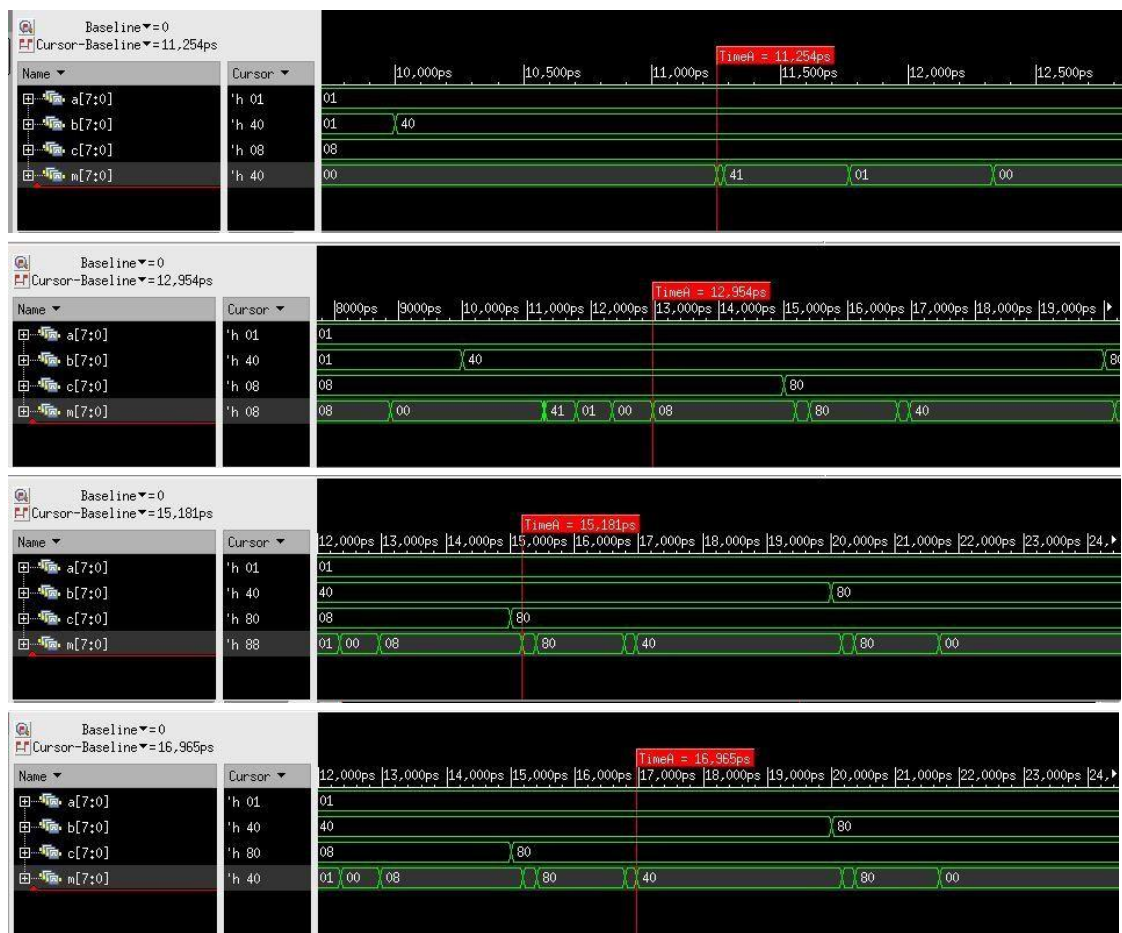 Baseline▼=0
Cursor-Baseline▼=11,254ps
TimeA = 11,254ps
Name ▼ Cursor ▼ 10,000ps 10,500ps 11,000ps 11,500ps 12,000ps 12,500ps
a[7:0] 'h 01 01
b[7:0] 'h 40 01 40
c[7:0] 'h 08 08
m[7:0] 'h 40 00 41 01 00
Baseline▼=0
Cursor-Baseline▼=12,954ps
TimeA = 12,954ps
Name ▼ Cursor ▼ 8000ps 9000ps 10,000ps 11,000ps 12,000ps 13,000ps 14,000ps 15,000ps 16,000ps 17,000ps 18,000ps 19,000ps
a[7:0] 'h 01 01
b[7:0] 'h 40 01 40 80
c[7:0] 'h 08 08 80
m[7:0] 'h 08 08 00 41 01 00 08 80 40
Baseline▼=0
Cursor-Baseline▼=15,181ps
TimeA = 15,181ps
Name ▼ Cursor ▼ 12,000ps 13,000ps 14,000ps 15,000ps 16,000ps 17,000ps 18,000ps 19,000ps 20,000ps 21,000ps 22,000ps 23,000ps 24,
a[7:0] 'h 01 01
b[7:0] 'h 40 40 80
c[7:0] 'h 80 08 80
m[7:0] 'h 88 01 00 08 80 40 80 00
Baseline▼=0
Cursor-Baseline▼=16,965ps
TimeA = 16,965ps
Name ▼ Cursor ▼ 12,000ps 13,000ps 14,000ps 15,000ps 16,000ps 17,000ps 18,000ps 19,000ps 20,000ps 21,000ps 22,000ps 23,000ps 24,
a[7:0] 'h 01 01
b[7:0] 'h 40 40 80
c[7:0] 'h 80 08 80
m[7:0] 'h 40 01 00 08 80 40 80 00